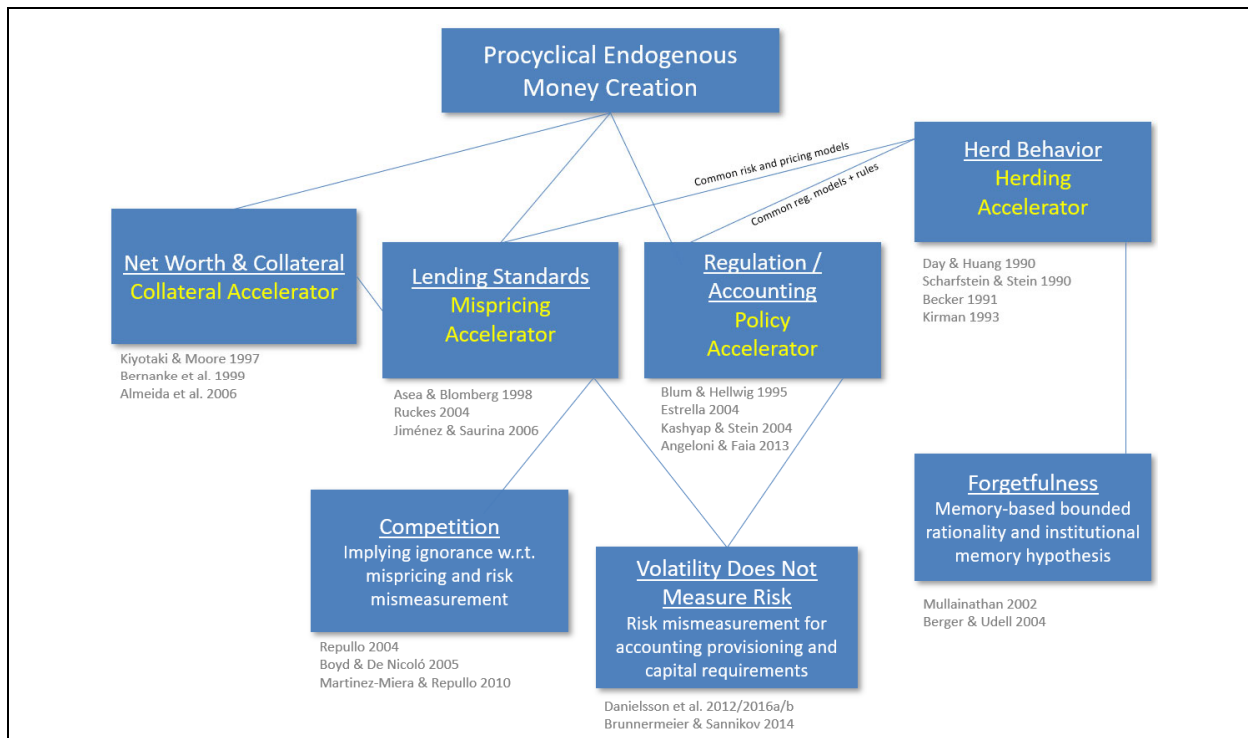 Procyclical Endogenous
Money Creation
Common risk and pricing models
Common reg. models + rules
Herd Behavior
Herding
Accelerator
Day & Huang 1990
Scharfstein & Stein 1990
Becker 1991
Kirman 1993
Net Worth & Collateral
Collateral Accelerator
Kiyotaki & Moore 1997
Bernanke et al. 1999
Almeida et al. 2006
Lending Standards
Mispricing
Accelerator
Asea & Blomberg 1998
Ruckes 2004
Jiménez & Saurina 2006
Regulation /
Accounting
Policy
Accelerator
Blum & Hellwig 1995
Estrella 2004
Kashyap & Stein 2004
Angeloni & Faia 2013
Competition
Implying ignorance w.r.t.
mispricing and risk
mismeasurement
Repullo 2004
Boyd & De Nicoló 2005
Martinez-Miera & Repullo 2010
Volatility Does Not
Measure Risk
Risk mismeasurement for
accounting provisioning and
capital requirements
Danielsson et al. 2012/2016a/b
Brunnermeier & Sannikov 2014
Forgetfulness
Memory-based bounded
rationality and institutional
memory hypothesis
Mullainathan 2002
Berger & Udell 2004